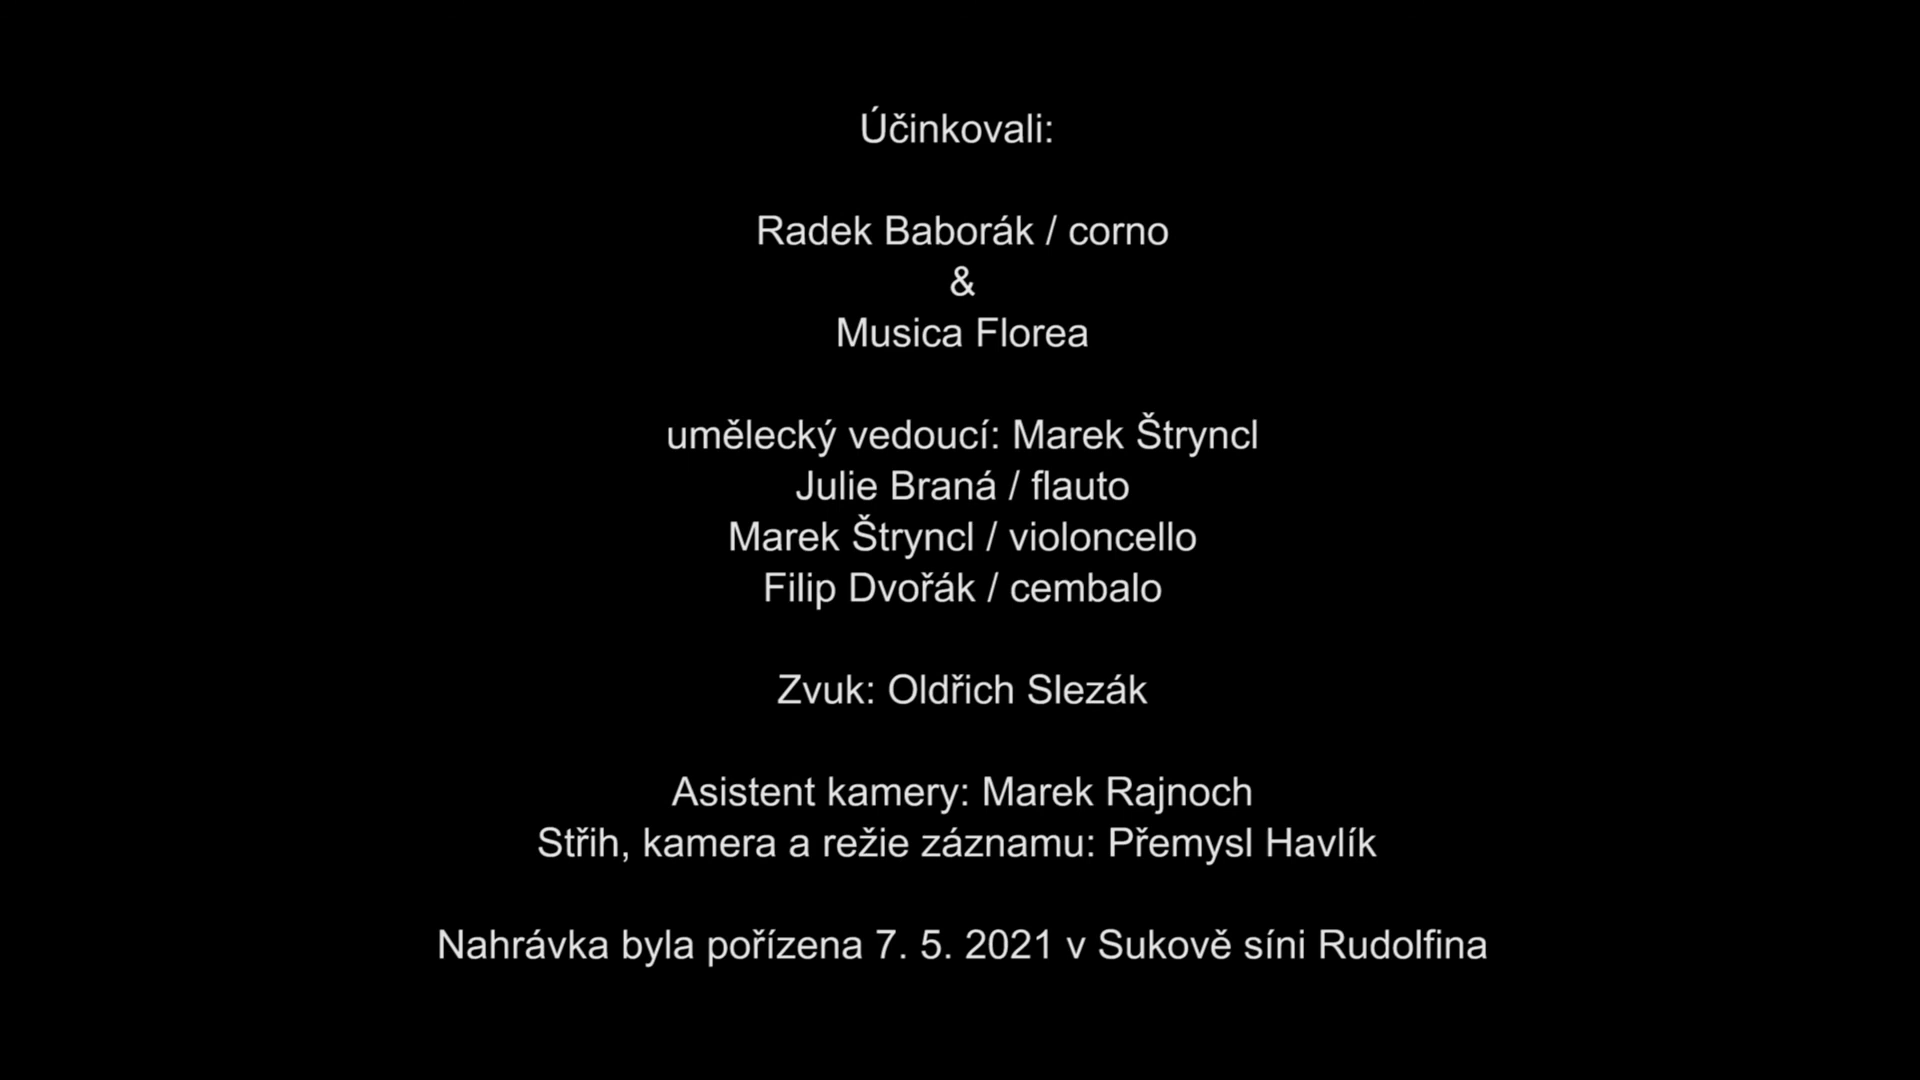 Účinkovali:
Radek Baborák / corno
&
Musica Florea
umělecký vedoucí: Marek Štryncl
Julie Braná / flauto
Marek Štryncl / violoncello
Filip Dvořák / cembalo
Zvuk: Oldřich Slezák
Asistent kamery: Marek Rajnoch
Střih, kamera a režie záznamu: Přemysl Havlík
Nahrávka byla pořízena 7. 5. 2021 v Sukově síni Rudolfina